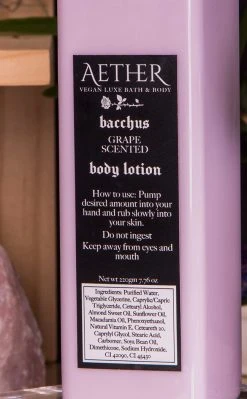 AETHER
VEGAN LUXE BATH & BODY
bacchus
GRAPE
SCENTED
body lotion
How to use: Pump
desired amount into your
hand and rub slowly into
your skin.
Do not ingest
Keep away from eyes and
mouth
Net wt 220gm 7.76 oz
Ingredients: Purified Water,
Vegetable Glycerine, Caprylic/Capric
Triglyceride, Cetearyl Alcohol,
Almond Sweet Oil, Sunflower Oil,
Macadamia Oil, Phenoxyethanol,
Natural Vitamin E, Ceteareth 20,
Caprylyl Glycol, Stearic Acid,
Carbomer, Soya Bean Oil,
Dimethicone, Sodium Hydroxide,
CI 42090, CI 45430